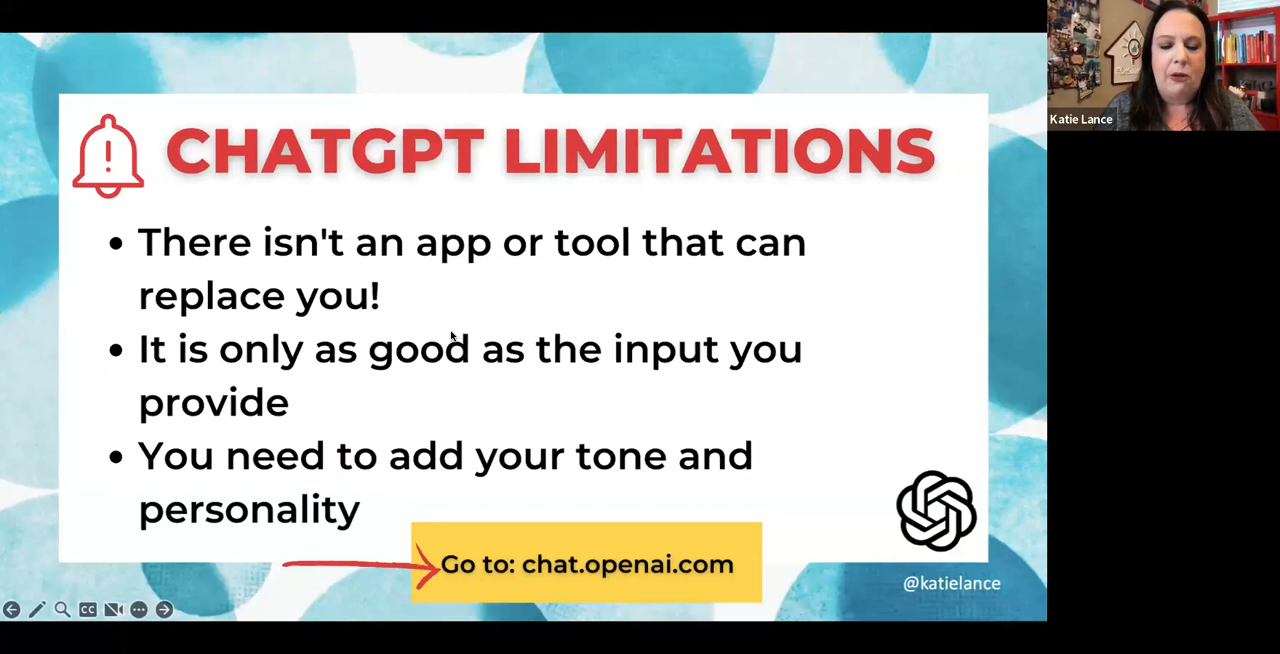 CHATGPT LIMITATIONS
• There isn't an app or tool that can
replace you!
• It is only as good as the input you
provide
• You need to add your tone and
personality
Go to: chat.openai.com
@katielance
CC
Katie Lance